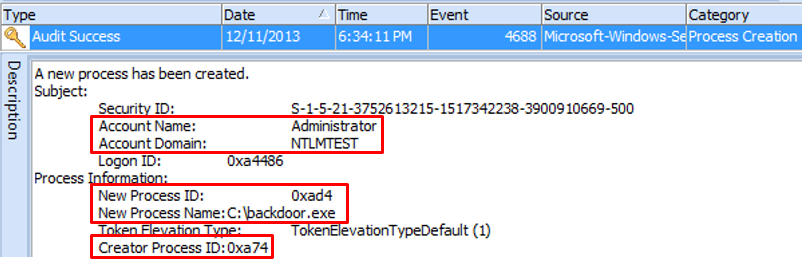 Type Date Time Event Source Category
Audit Success 12/11/2013 6:34:11 PM 4688 Microsoft-Windows-Se Process Creation
Description
A new process has been created.
Subject:
Security ID: S-1-5-21-3752613215-1517342238-3900910669-500
Account Name: Administrator
Account Domain: NTLMTEST
Logon ID: 0xa4486
Process Information:
New Process ID: 0xad4
New Process Name: C:\backdoor.exe
Token Elevation Type: TokenElevationTypeDefault (1)
Creator Process ID: 0xa74